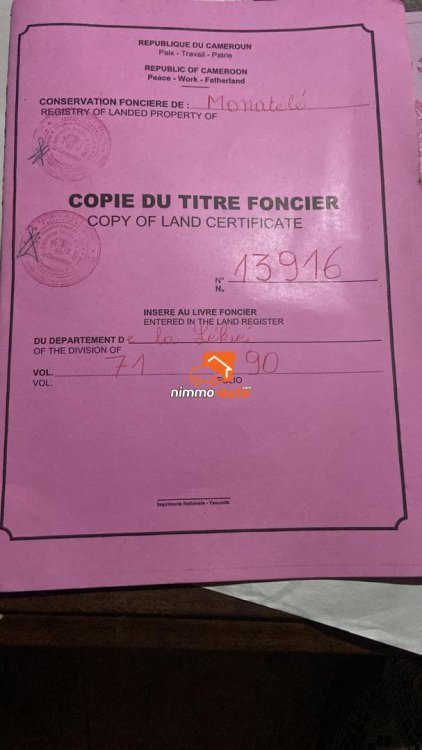 REPUBLIQUE DU CAMEROUN
Paix - Travail - Patrie
REPUBLIC OF CAMEROON
Peace - Work - Fatherland
CONSERVATION FONCIERE DE : Monatelé
REGISTRY OF LANDED PROPERTY OF
COPIE DU TITRE FONCIER
COPY OF LAND CERTIFICATE
N° 13916
N.
INSERE AU LIVRE FONCIER
ENTERED IN THE LAND REGISTER
DU DEPARTEMENT De la Lekié
OF THE DIVISION OF
VOL. 71 90
VOL. FOLIO
nimmo
Imprimerie Nationale - Yaoundé